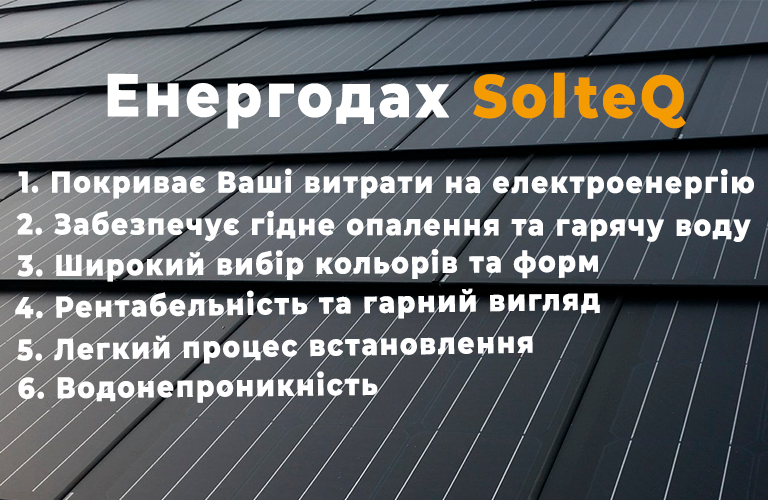 Енергодах SolteQ
1. Покриває Ваші витрати на електроенергію
2. Забезпечує гідне опалення та гарячу воду
3. Широкий вибір кольорів та форм
4. Рентабельність та гарний вигляд
5. Легкий процес встановлення
6. Водонепроникність